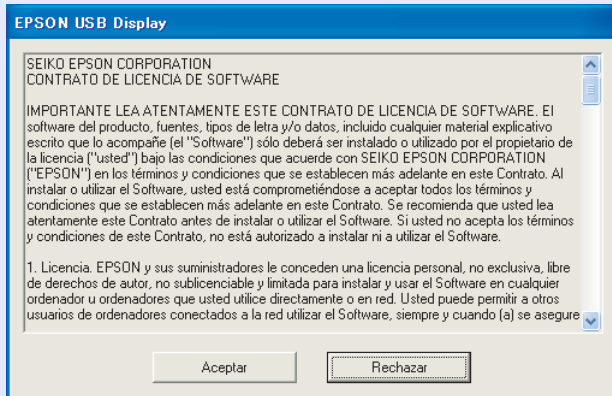 EPSON USB Display
SEIKO EPSON CORPORATION
CONTRATO DE LICENCIA DE SOFTWARE
IMPORTANTE LEA ATENTAMENTE ESTE CONTRATO DE LICENCIA DE SOFTWARE. El
software del producto, fuentes, tipos de letra y/o datos, incluido cualquier material explicativo
escrito que lo acompañe (el "Software") sólo deberá ser instalado o utilizado por el propietario de
la licencia ("usted") bajo las condiciones que acuerde con SEIKO EPSON CORPORATION
("EPSON") en los términos y condiciones que se establecen más adelante en este Contrato. Al
instalar o utilizar el Software, usted está comprometiéndose a aceptar todos los términos y
condiciones que se establecen más adelante en este Contrato. Se recomienda que usted lea
atentamente este Contrato antes de instalar o utilizar el Software. Si usted no acepta los términos
y condiciones de este Contrato, no está autorizado a instalar ni a utilizar el Software.
1. Licencia. EPSON y sus suministradores le conceden una licencia personal, no exclusiva, libre
de derechos de autor, no sublicenciable y limitada para instalar y usar el Software en cualquier
ordenador u ordenadores que usted utilice directamente o en red. Usted puede permitir a otros
usuarios de ordenadores conectados a la red utilizar el Software, siempre y cuando (a) se asegure
Aceptar
Rechazar